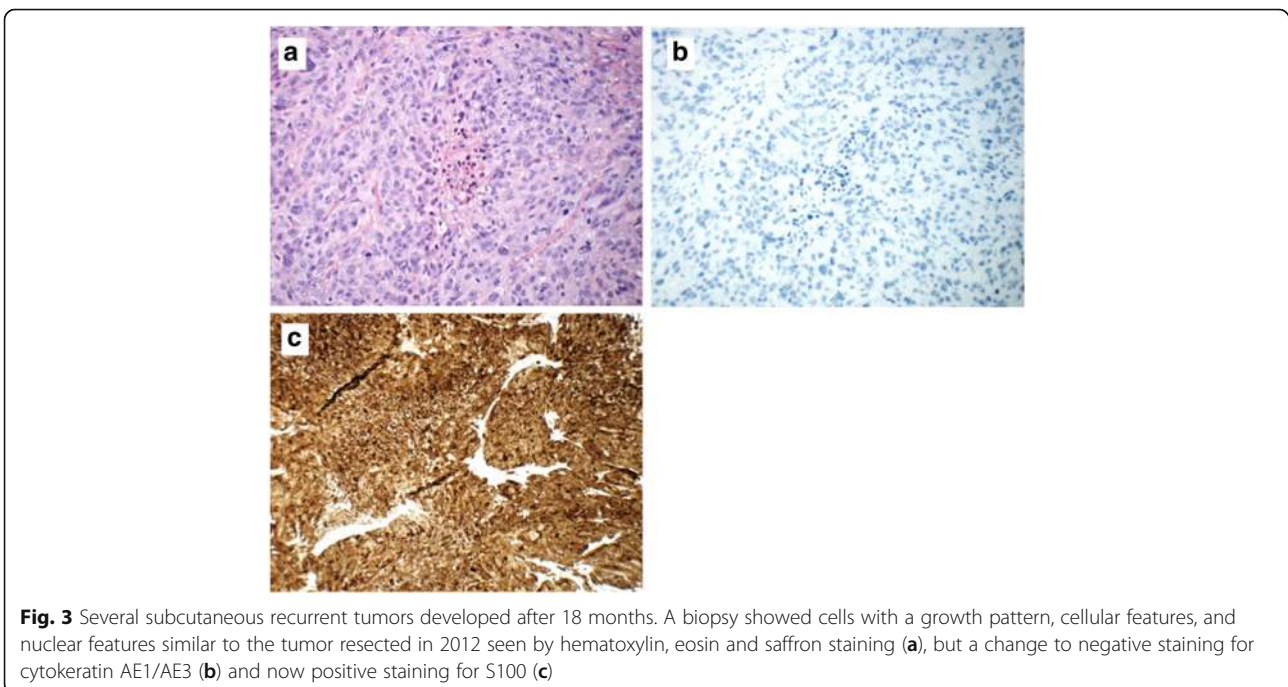 a
b
c
Fig. 3 Several subcutaneous recurrent tumors developed after 18 months. A biopsy showed cells with a growth pattern, cellular features, and
nuclear features similar to the tumor resected in 2012 seen by hematoxylin, eosin and saffron staining (a), but a change to negative staining for
cytokeratin AE1/AE3 (b) and now positive staining for S100 (c)